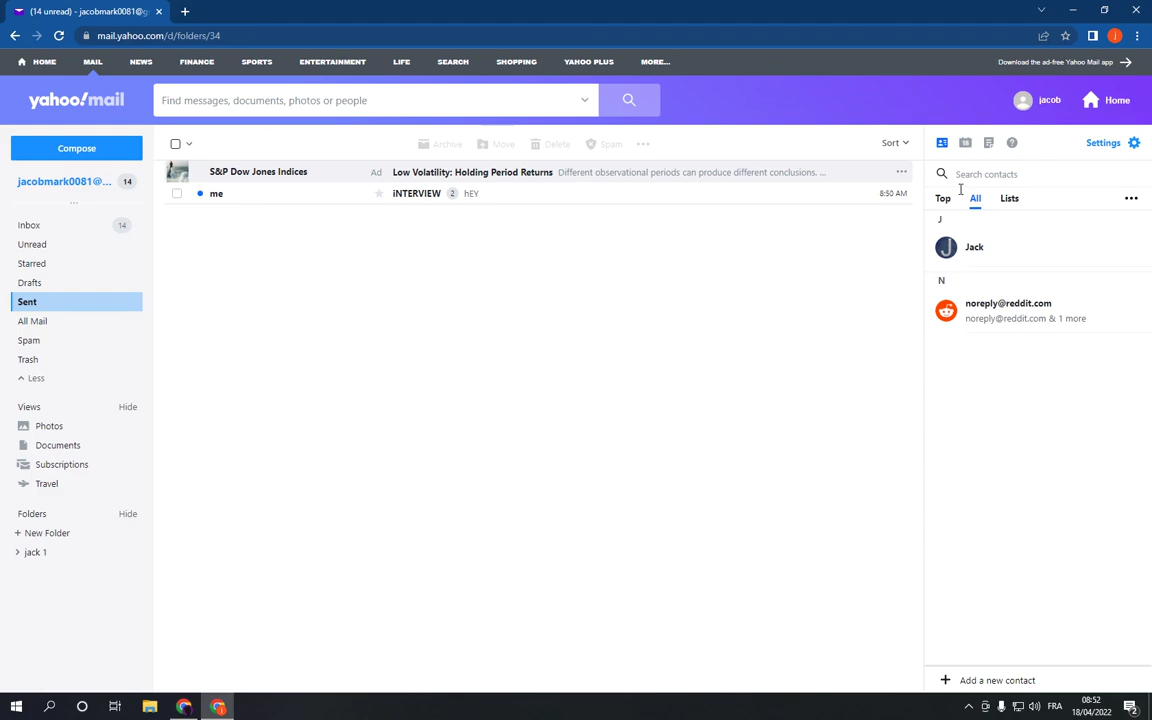 (14 unread) - jacobmark0081@g
mail.yahoo.com/d/folders/34
HOME MAIL NEWS FINANCE SPORTS ENTERTAINMENT LIFE SEARCH SHOPPING YAHOO PLUS MORE... Download the ad-free Yahoo Mail app
yahoo!mail Find messages, documents, photos or people jacob Home
Compose
Archive Move Delete Spam Sort
Settings
jacobmark0081@... 14
Inbox 14
Unread
Starred
Drafts
Sent
All Mail
Spam
Trash
Less
Views Hide
Photos
Documents
Subscriptions
Travel
Folders Hide
+ New Folder
jack 1
S&P Dow Jones Indices Ad Low Volatility: Holding Period Returns Different observational periods can produce different conclusions. ...
me iNTERVIEW 2 hEY 8:50 AM
Search contacts
Top All Lists
J
J Jack
N
noreply@reddit.com
noreply@reddit.com & 1 more
+ Add a new contact
FRA
08:52
18/04/2022
2